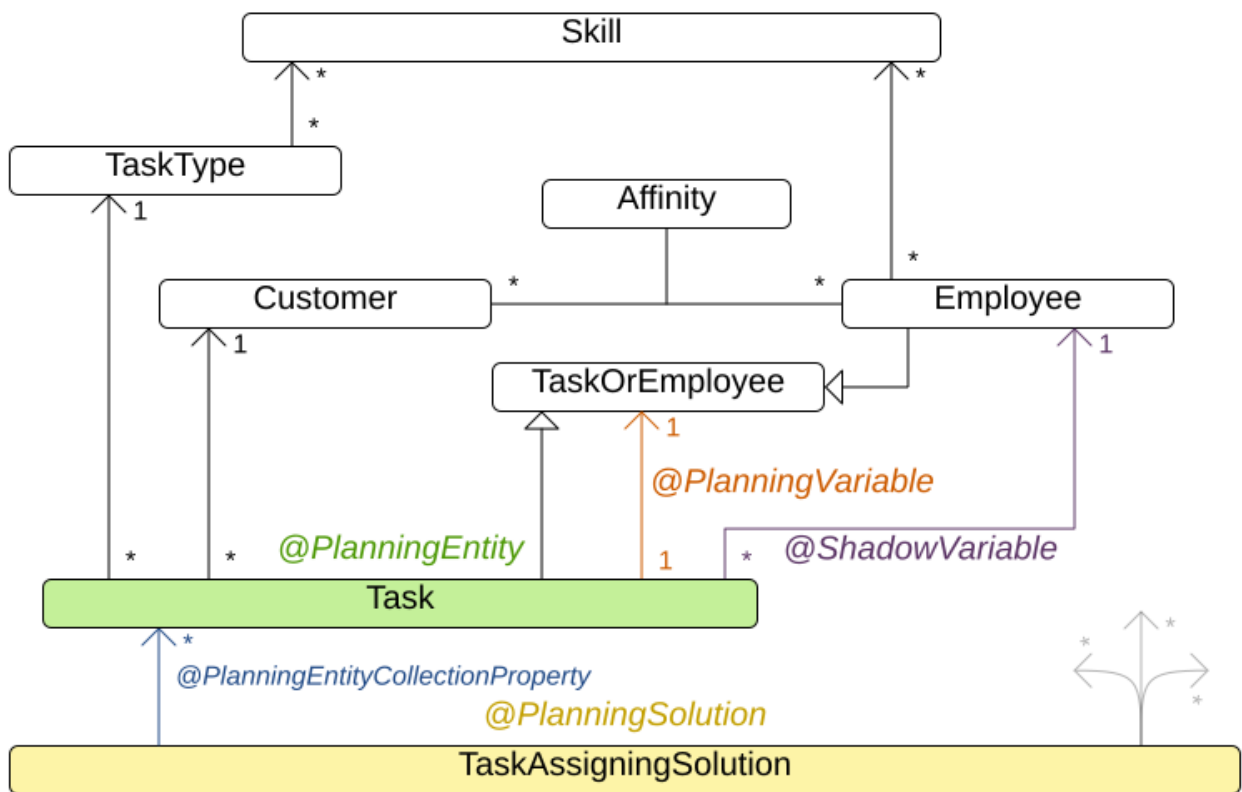 Skill
*
*
*
TaskType
1
Affinity
*
*
*
*
Customer
Employee
1
1
TaskOrEmployee
1
@PlanningVariable
@PlanningEntity
*
*
1
*
@ShadowVariable
Task
*
*
*
*
@PlanningEntityCollectionProperty
@PlanningSolution
TaskAssigningSolution